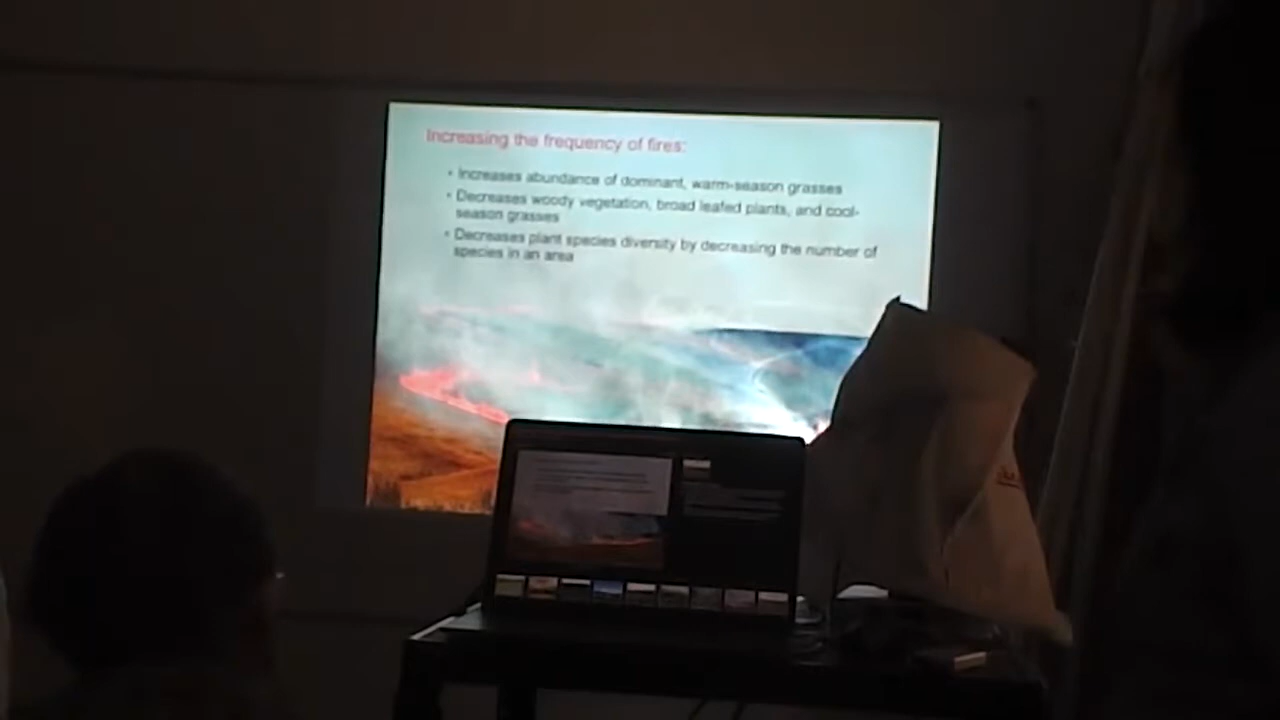 Increasing the frequency of fires:
• Increases abundance of dominant, warm-season grasses
• Decreases woody vegetation, broad leafed plants, and cool-
season grasses
• Decreases plant species diversity by decreasing the number of
species in an area